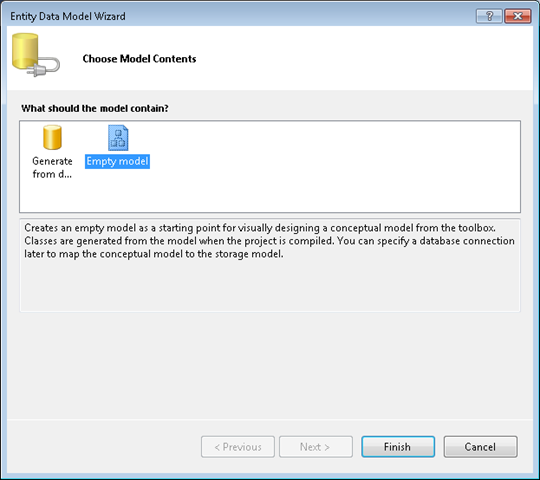 Entity Data Model Wizard
Choose Model Contents
What should the model contain?
Generate
from d...
Empty model
Creates an empty model as a starting point for visually designing a conceptual model from the toolbox.
Classes are generated from the model when the project is compiled. You can specify a database connection
later to map the conceptual model to the storage model.
< Previous
Next >
Finish
Cancel